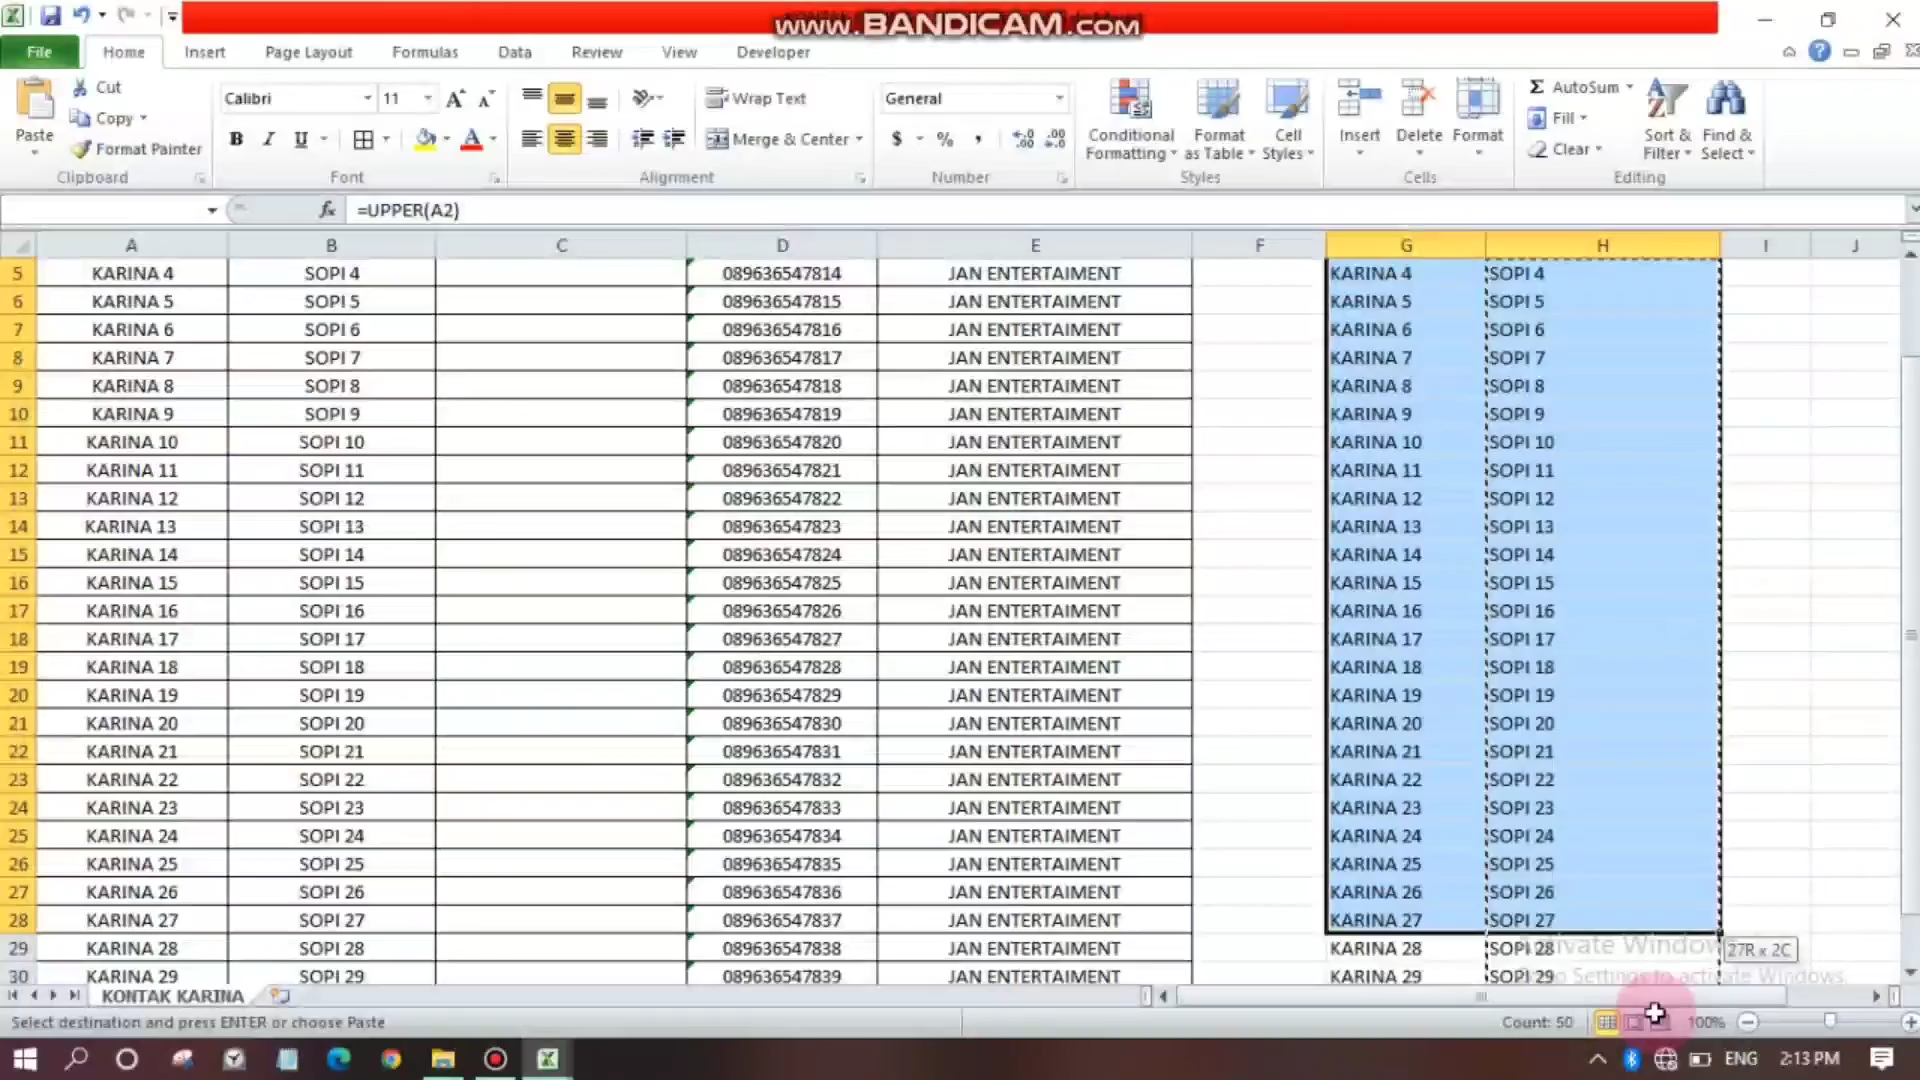 www.BANDICAM.com
File Home Insert Page Layout Formulas Data Review View Developer
Cut
Copy
Format Painter
Paste
Clipboard
Calibri 11
B I U
Font
Wrap Text
Merge & Center
Alignment
General
$ % ,
Number
Conditional Formatting
Format as Table
Cell Styles
Styles
Insert Delete Format
Cells
AutoSum
Fill
Clear
Sort & Filter
Find & Select
Editing
fx =UPPER(A2)
A B C D E F G H I J
5 KARINA 4 SOPI 4 089636547814 JAN ENTERTAIMENT KARINA 4 SOPI 4
6 KARINA 5 SOPI 5 089636547815 JAN ENTERTAIMENT KARINA 5 SOPI 5
7 KARINA 6 SOPI 6 089636547816 JAN ENTERTAIMENT KARINA 6 SOPI 6
8 KARINA 7 SOPI 7 089636547817 JAN ENTERTAIMENT KARINA 7 SOPI 7
9 KARINA 8 SOPI 8 089636547818 JAN ENTERTAIMENT KARINA 8 SOPI 8
10 KARINA 9 SOPI 9 089636547819 JAN ENTERTAIMENT KARINA 9 SOPI 9
11 KARINA 10 SOPI 10 089636547820 JAN ENTERTAIMENT KARINA 10 SOPI 10
12 KARINA 11 SOPI 11 089636547821 JAN ENTERTAIMENT KARINA 11 SOPI 11
13 KARINA 12 SOPI 12 089636547822 JAN ENTERTAIMENT KARINA 12 SOPI 12
14 KARINA 13 SOPI 13 089636547823 JAN ENTERTAIMENT KARINA 13 SOPI 13
15 KARINA 14 SOPI 14 089636547824 JAN ENTERTAIMENT KARINA 14 SOPI 14
16 KARINA 15 SOPI 15 089636547825 JAN ENTERTAIMENT KARINA 15 SOPI 15
17 KARINA 16 SOPI 16 089636547826 JAN ENTERTAIMENT KARINA 16 SOPI 16
18 KARINA 17 SOPI 17 089636547827 JAN ENTERTAIMENT KARINA 17 SOPI 17
19 KARINA 18 SOPI 18 089636547828 JAN ENTERTAIMENT KARINA 18 SOPI 18
20 KARINA 19 SOPI 19 089636547829 JAN ENTERTAIMENT KARINA 19 SOPI 19
21 KARINA 20 SOPI 20 089636547830 JAN ENTERTAIMENT KARINA 20 SOPI 20
22 KARINA 21 SOPI 21 089636547831 JAN ENTERTAIMENT KARINA 21 SOPI 21
23 KARINA 22 SOPI 22 089636547832 JAN ENTERTAIMENT KARINA 22 SOPI 22
24 KARINA 23 SOPI 23 089636547833 JAN ENTERTAIMENT KARINA 23 SOPI 23
25 KARINA 24 SOPI 24 089636547834 JAN ENTERTAIMENT KARINA 24 SOPI 24
26 KARINA 25 SOPI 25 089636547835 JAN ENTERTAIMENT KARINA 25 SOPI 25
27 KARINA 26 SOPI 26 089636547836 JAN ENTERTAIMENT KARINA 26 SOPI 26
28 KARINA 27 SOPI 27 089636547837 JAN ENTERTAIMENT KARINA 27 SOPI 27
29 KARINA 28 SOPI 28 089636547838 JAN ENTERTAIMENT KARINA 28 SOPI 28
30 KARINA 29 SOPI 29 089636547839 JAN ENTERTAIMENT KARINA 29 SOPI 29
27R x 2C
Settings to activate Windows.
KONTAK KARINA
Select destination and press ENTER or choose Paste Count: 50 100%
ENG 2:13 PM